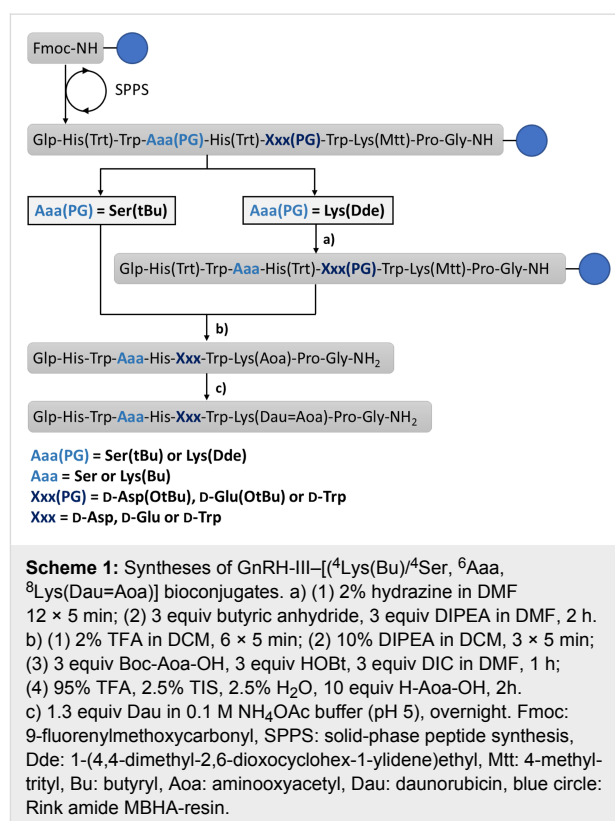 Fmoc-NH
SPPS
Glp-His(Trt)-Trp-Aaa(PG)-His(Trt)-Xxx(PG)-Trp-Lys(Mtt)-Pro-Gly-NH
Aaa(PG) = Ser(tBu)
Aaa(PG) = Lys(Dde)
a)
Glp-His(Trt)-Trp-Aaa-His(Trt)-Xxx(PG)-Trp-Lys(Mtt)-Pro-Gly-NH
b)
Glp-His-Trp-Aaa-His-Xxx-Trp-Lys(Aoa)-Pro-Gly-NH₂
c)
Glp-His-Trp-Aaa-His-Xxx-Trp-Lys(Dau=Aoa)-Pro-Gly-NH₂
Aaa(PG) = Ser(tBu) or Lys(Dde)
Aaa = Ser or Lys(Bu)
Xxx(PG) = D-Asp(OtBu), D-Glu(OtBu) or D-Trp
Xxx = D-Asp, D-Glu or D-Trp
Scheme 1: Syntheses of GnRH-III–[(⁴Lys(Bu)/⁴Ser, ⁶Aaa,
⁸Lys(Dau=Aoa)] bioconjugates. a) (1) 2% hydrazine in DMF
12 × 5 min; (2) 3 equiv butyric anhydride, 3 equiv DIPEA in DMF, 2 h.
b) (1) 2% TFA in DCM, 6 × 5 min; (2) 10% DIPEA in DCM, 3 × 5 min;
(3) 3 equiv Boc-Aoa-OH, 3 equiv HOBt, 3 equiv DIC in DMF, 1 h;
(4) 95% TFA, 2.5% TIS, 2.5% H₂O, 10 equiv H-Aoa-OH, 2h.
c) 1.3 equiv Dau in 0.1 M NH₄OAc buffer (pH 5), overnight. Fmoc:
9-fluorenylmethoxycarbonyl, SPPS: solid-phase peptide synthesis,
Dde: 1-(4,4-dimethyl-2,6-dioxocyclohex-1-ylidene)ethyl, Mtt: 4-methyl-
trityl, Bu: butyryl, Aoa: aminooxyacetyl, Dau: daunorubicin, blue circle:
Rink amide MBHA-resin.